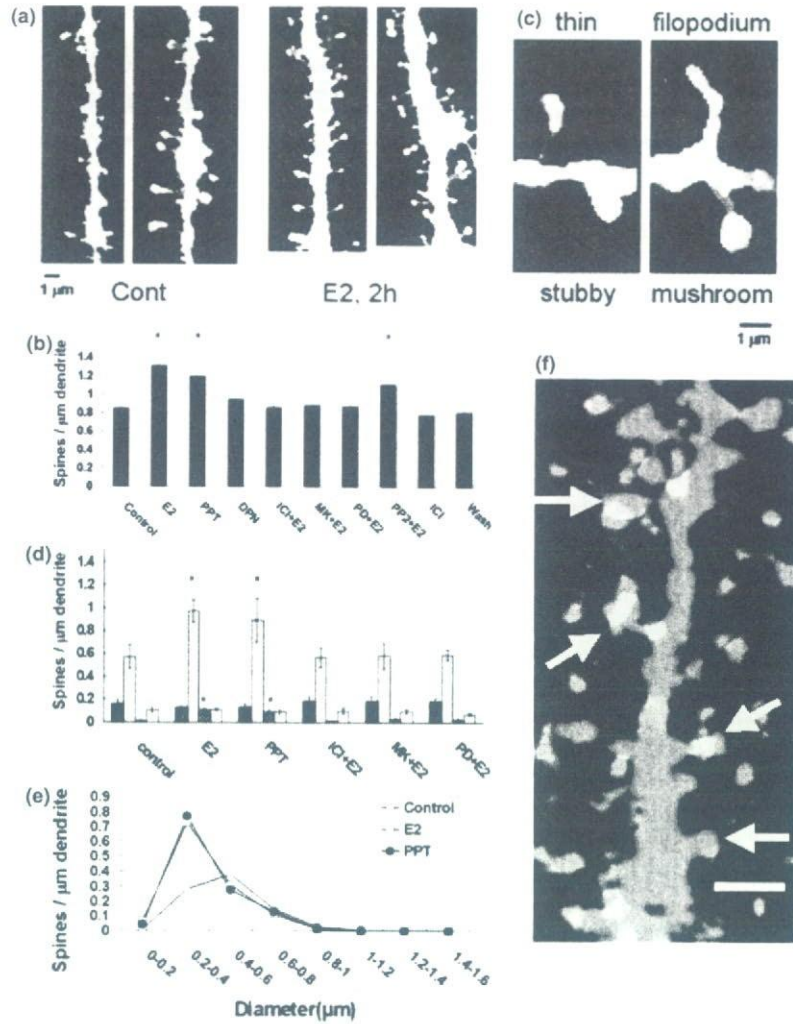 (a)
Cont
E2, 2h
1 μm
(c) thin filopodium
stubby mushroom
1 μm
(b)
Spines / μm dendrite
1.4
1.2
1
0.8
0.6
0.4
0.2
0
* * *
Control E2 PPT DPN ICI+E2 MK+E2 PD+E2 PP2+E2 ICI Wash
(d)
Spines / μm dendrite
1.4
1.2
1
0.8
0.6
0.4
0.2
0
* * * *
control E2 PPT ICI+E2 MK+E2 PD+E2
(e)
Spines / μm dendrite
0.9
0.8
0.7
0.6
0.5
0.4
0.3
0.2
0.1
0
Control
E2
PPT
0-0.2 0.2-0.4 0.4-0.6 0.6-0.8 0.8-1 1-1.2 1.2-1.4 1.4-1.6
Diameter(μm)
(f)